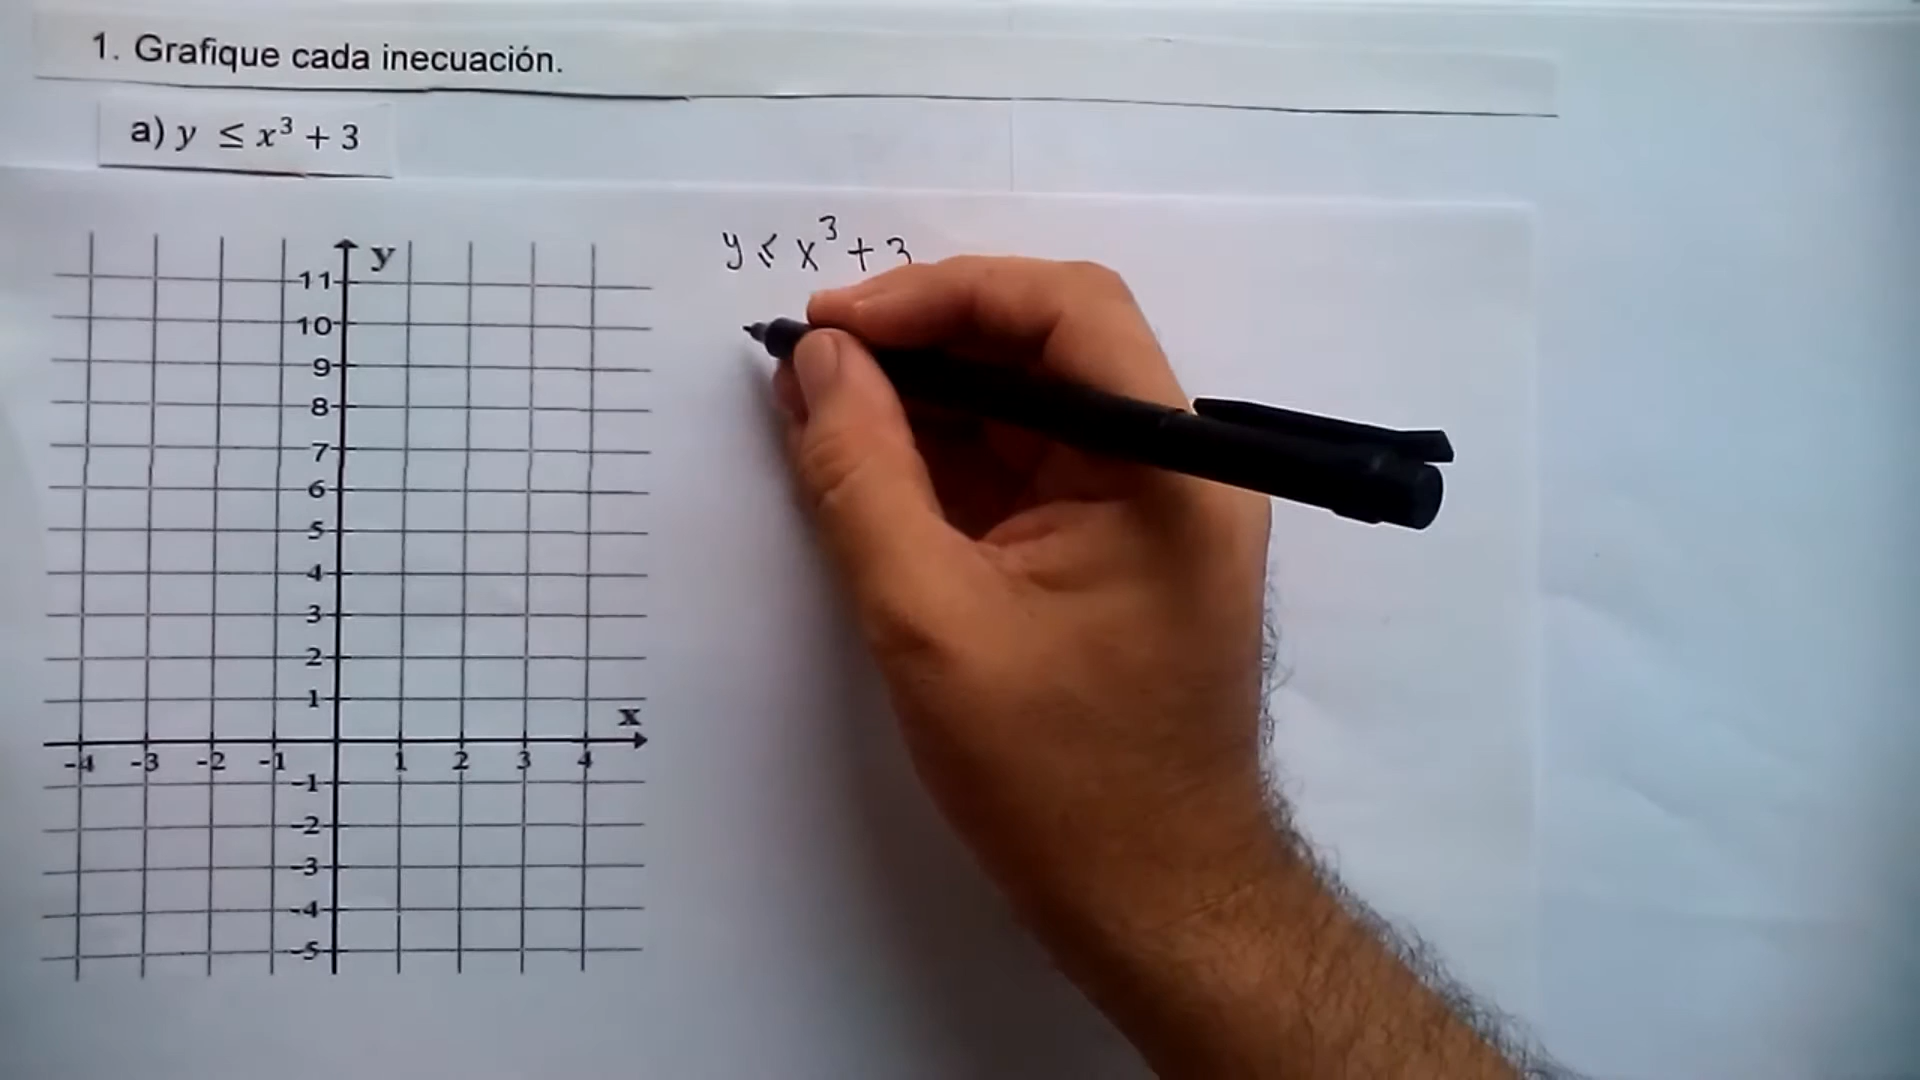 1. Grafique cada inecuación.
a) y ≤ x³ + 3
y ≤ x³ + 3
y
11
10
9
8
7
6
5
4
3
2
1
x
-4 -3 -2 -1 1 2 3 4
-1
-2
-3
-4
-5